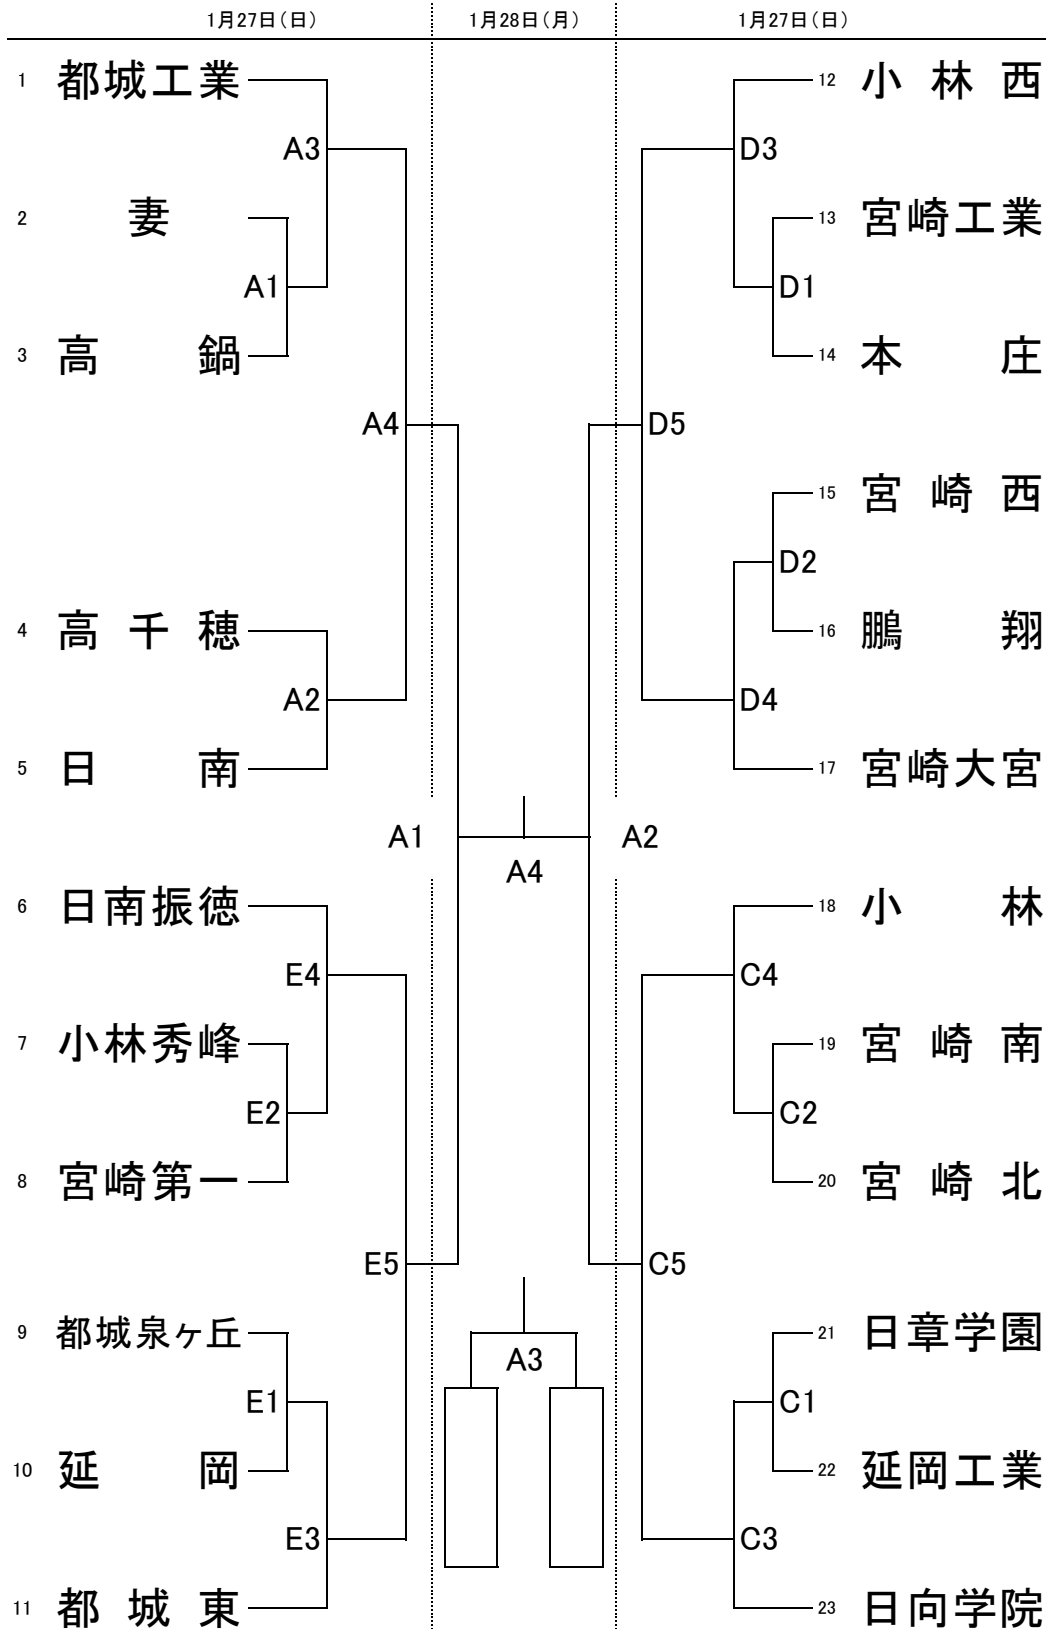 1月27日（日） 1月28日（月） 1月27日（日）
1 都城工業 12 小林西
A3 D3
2 妻 13 宮崎工業
A1 D1
3 高鍋 14 本庄
A4 D5
15 宮崎西
D2
4 高千穂 16 鵬翔
A2 D4
5 日南 17 宮崎大宮
A1 A2
A4
6 日南振徳 18 小林
E4 C4
7 小林秀峰 19 宮崎南
E2 C2
8 宮崎第一 20 宮崎北
E5 C5
9 都城泉ヶ丘 21 日章学園
A3
E1 C1
10 延岡 22 延岡工業
E3 C3
11 都城東 23 日向学院